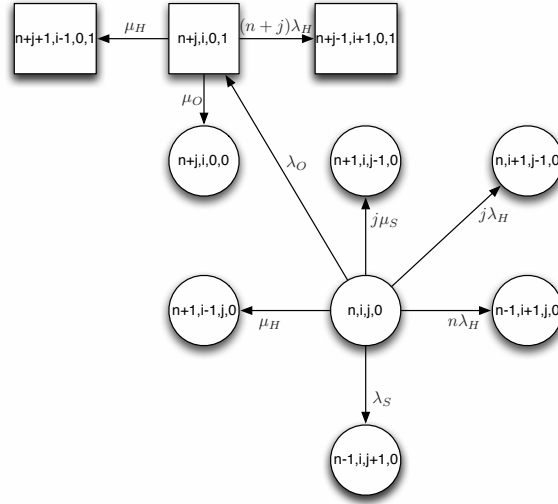 μ_H
(n + j)λ_H
n+j+1,i-1,0,1
n+j,i,0,1
n+j-1,i+1,0,1
μ_O
n+j,i,0,0
λ_O
n+1,i,j-1,0
n,i+1,j-1,0
jμ_S
jλ_H
n+1,i-1,j,0
n,i,j,0
n-1,i+1,j,0
μ_H
nλ_H
λ_S
n-1,i,j+1,0